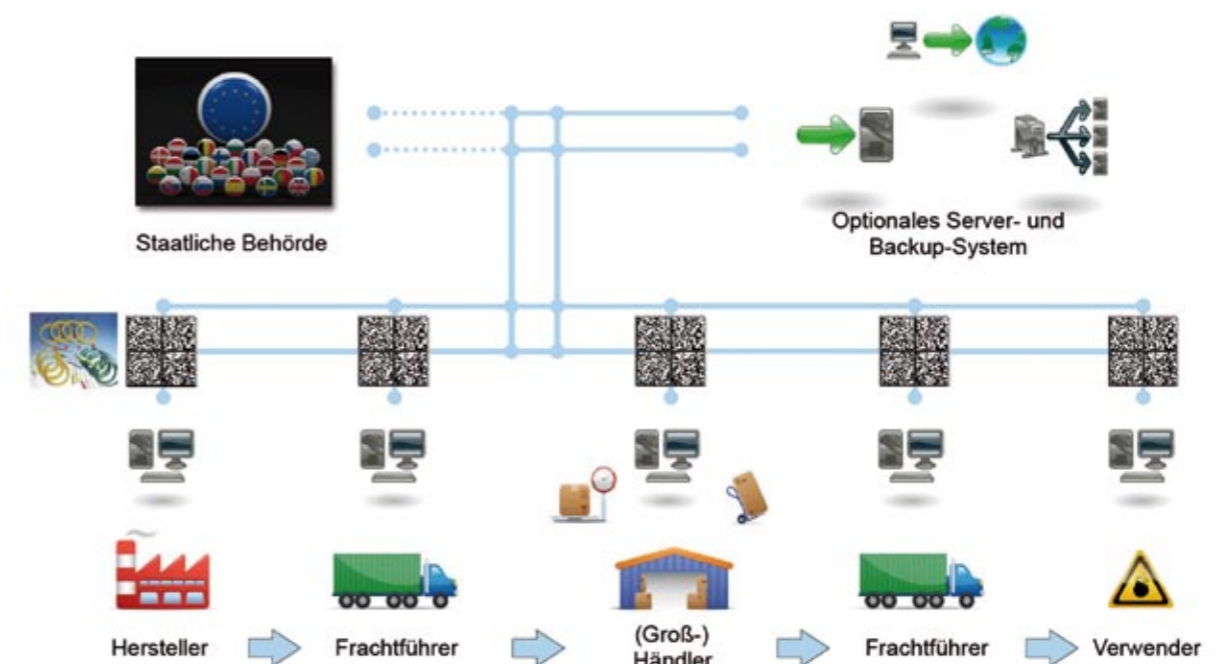 Staatliche Behörde
Optionales Server- und
Backup-System
Hersteller
Frachtführer
(Groß-)
Händler
Frachtführer
Verwender